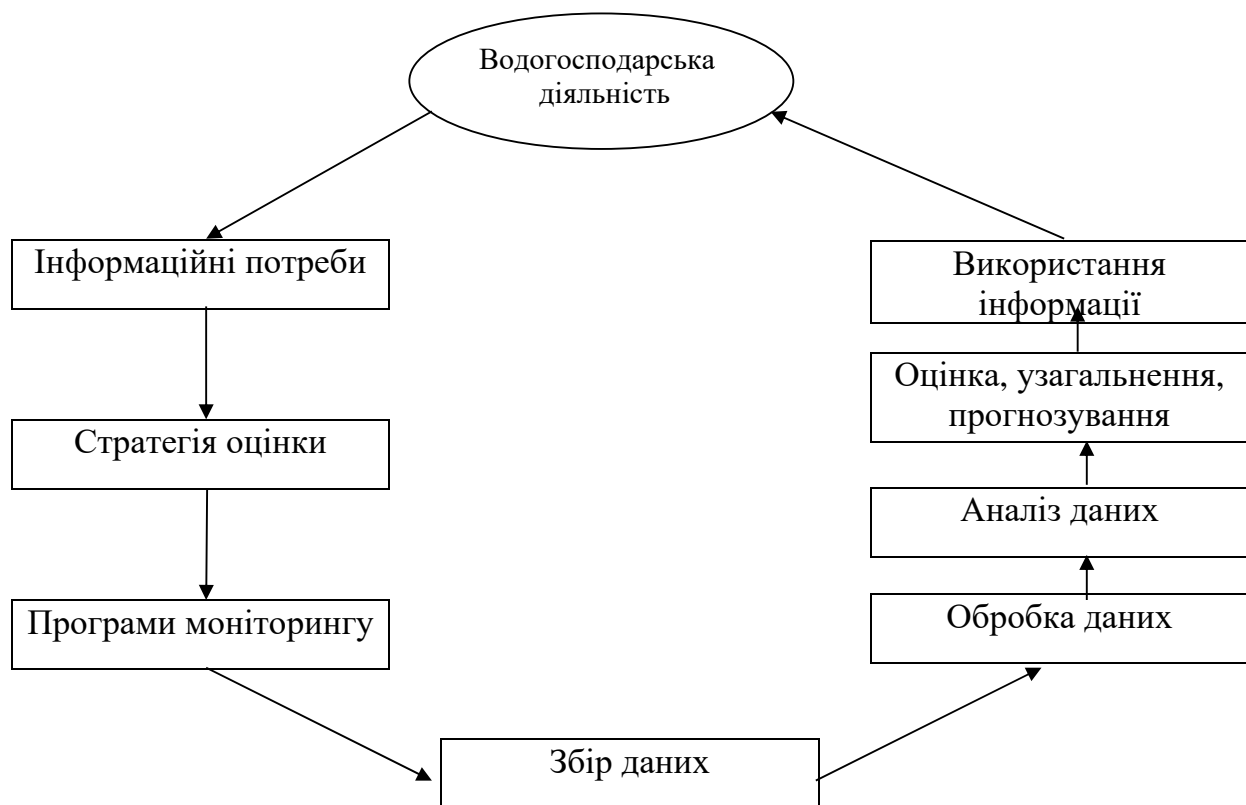 Водогосподарська
діяльність
Інформаційні потреби
Стратегія оцінки
Програми моніторингу
Збір даних
Обробка даних
Аналіз даних
Оцінка, узагальнення,
прогнозування
Використання
інформації